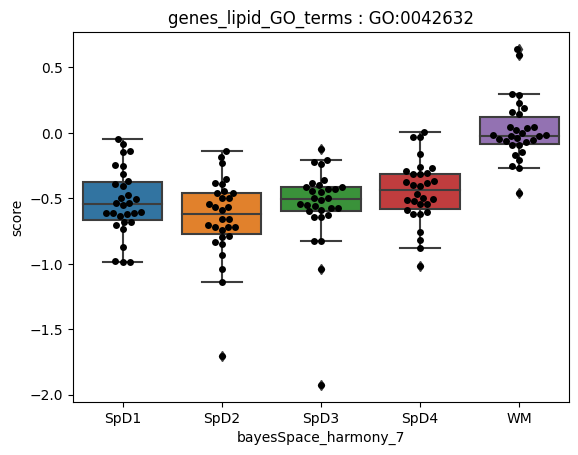 genes_lipid_GO_terms : GO:0042632
score
0.5
0.0
−0.5
−1.0
−1.5
−2.0
SpD1 SpD2 SpD3 SpD4 WM
bayesSpace_harmony_7